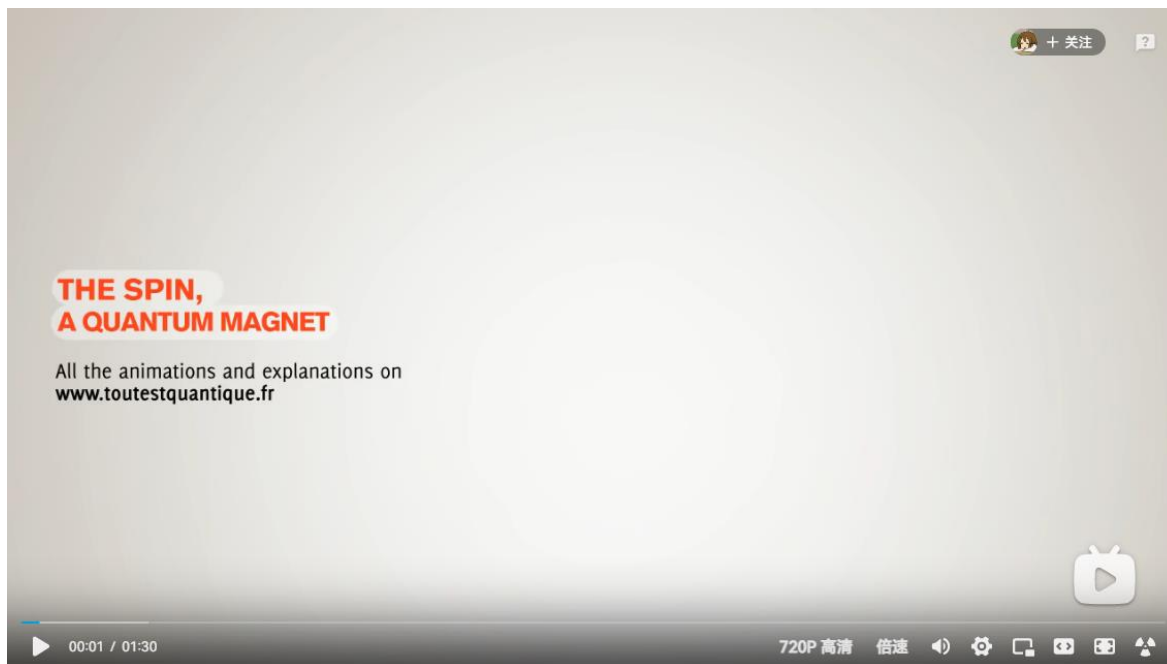 + 关注
?
THE SPIN,
A QUANTUM MAGNET
All the animations and explanations on
www.toutestquantique.fr
00:01 / 01:30
720P 高清 倍速